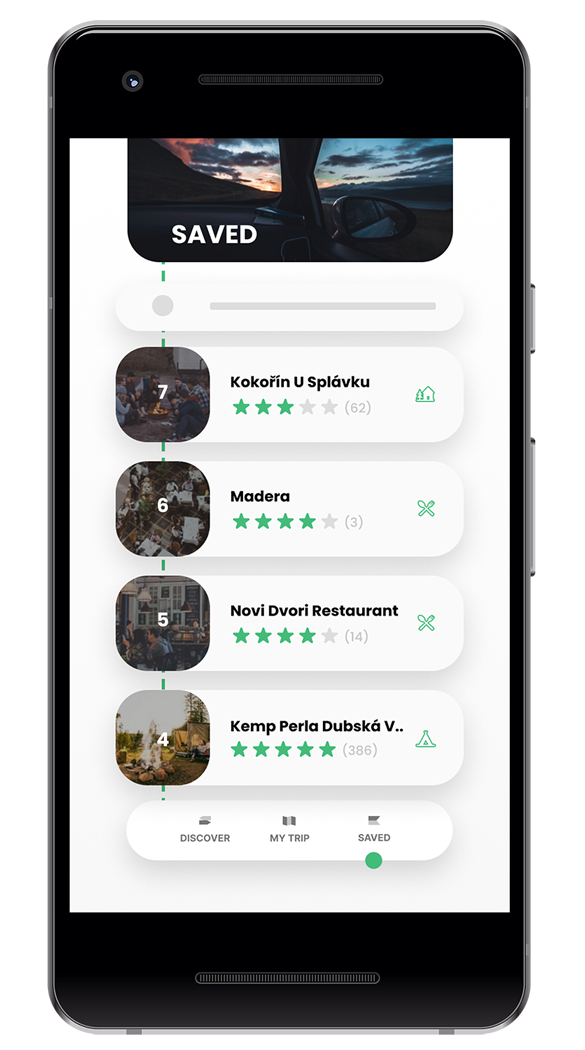 SAVED
7
Kokořín U Splávku
(62)
6
Madera
(3)
5
Novi Dvori Restaurant
(14)
4
Kemp Perla Dubská V..
(386)
DISCOVER
MY TRIP
SAVED